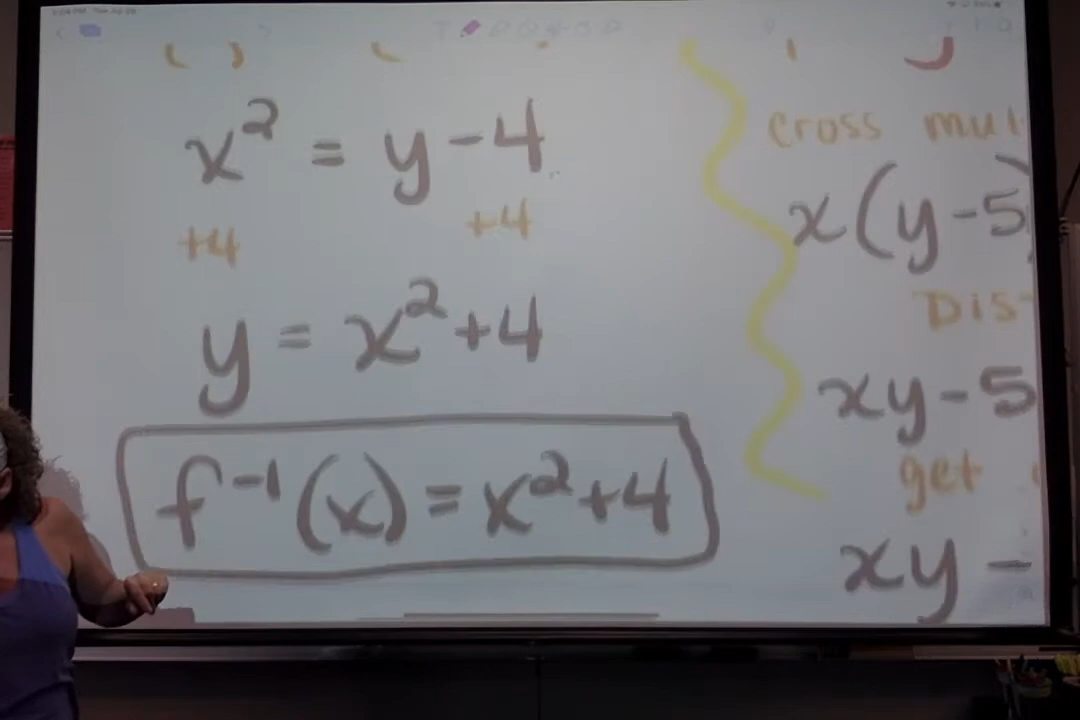 x² = y - 4
+4 +4
y = x² + 4
f⁻¹(x) = x² + 4
cross mul
x(y - 5)
Dis
xy - 5
get
xy -